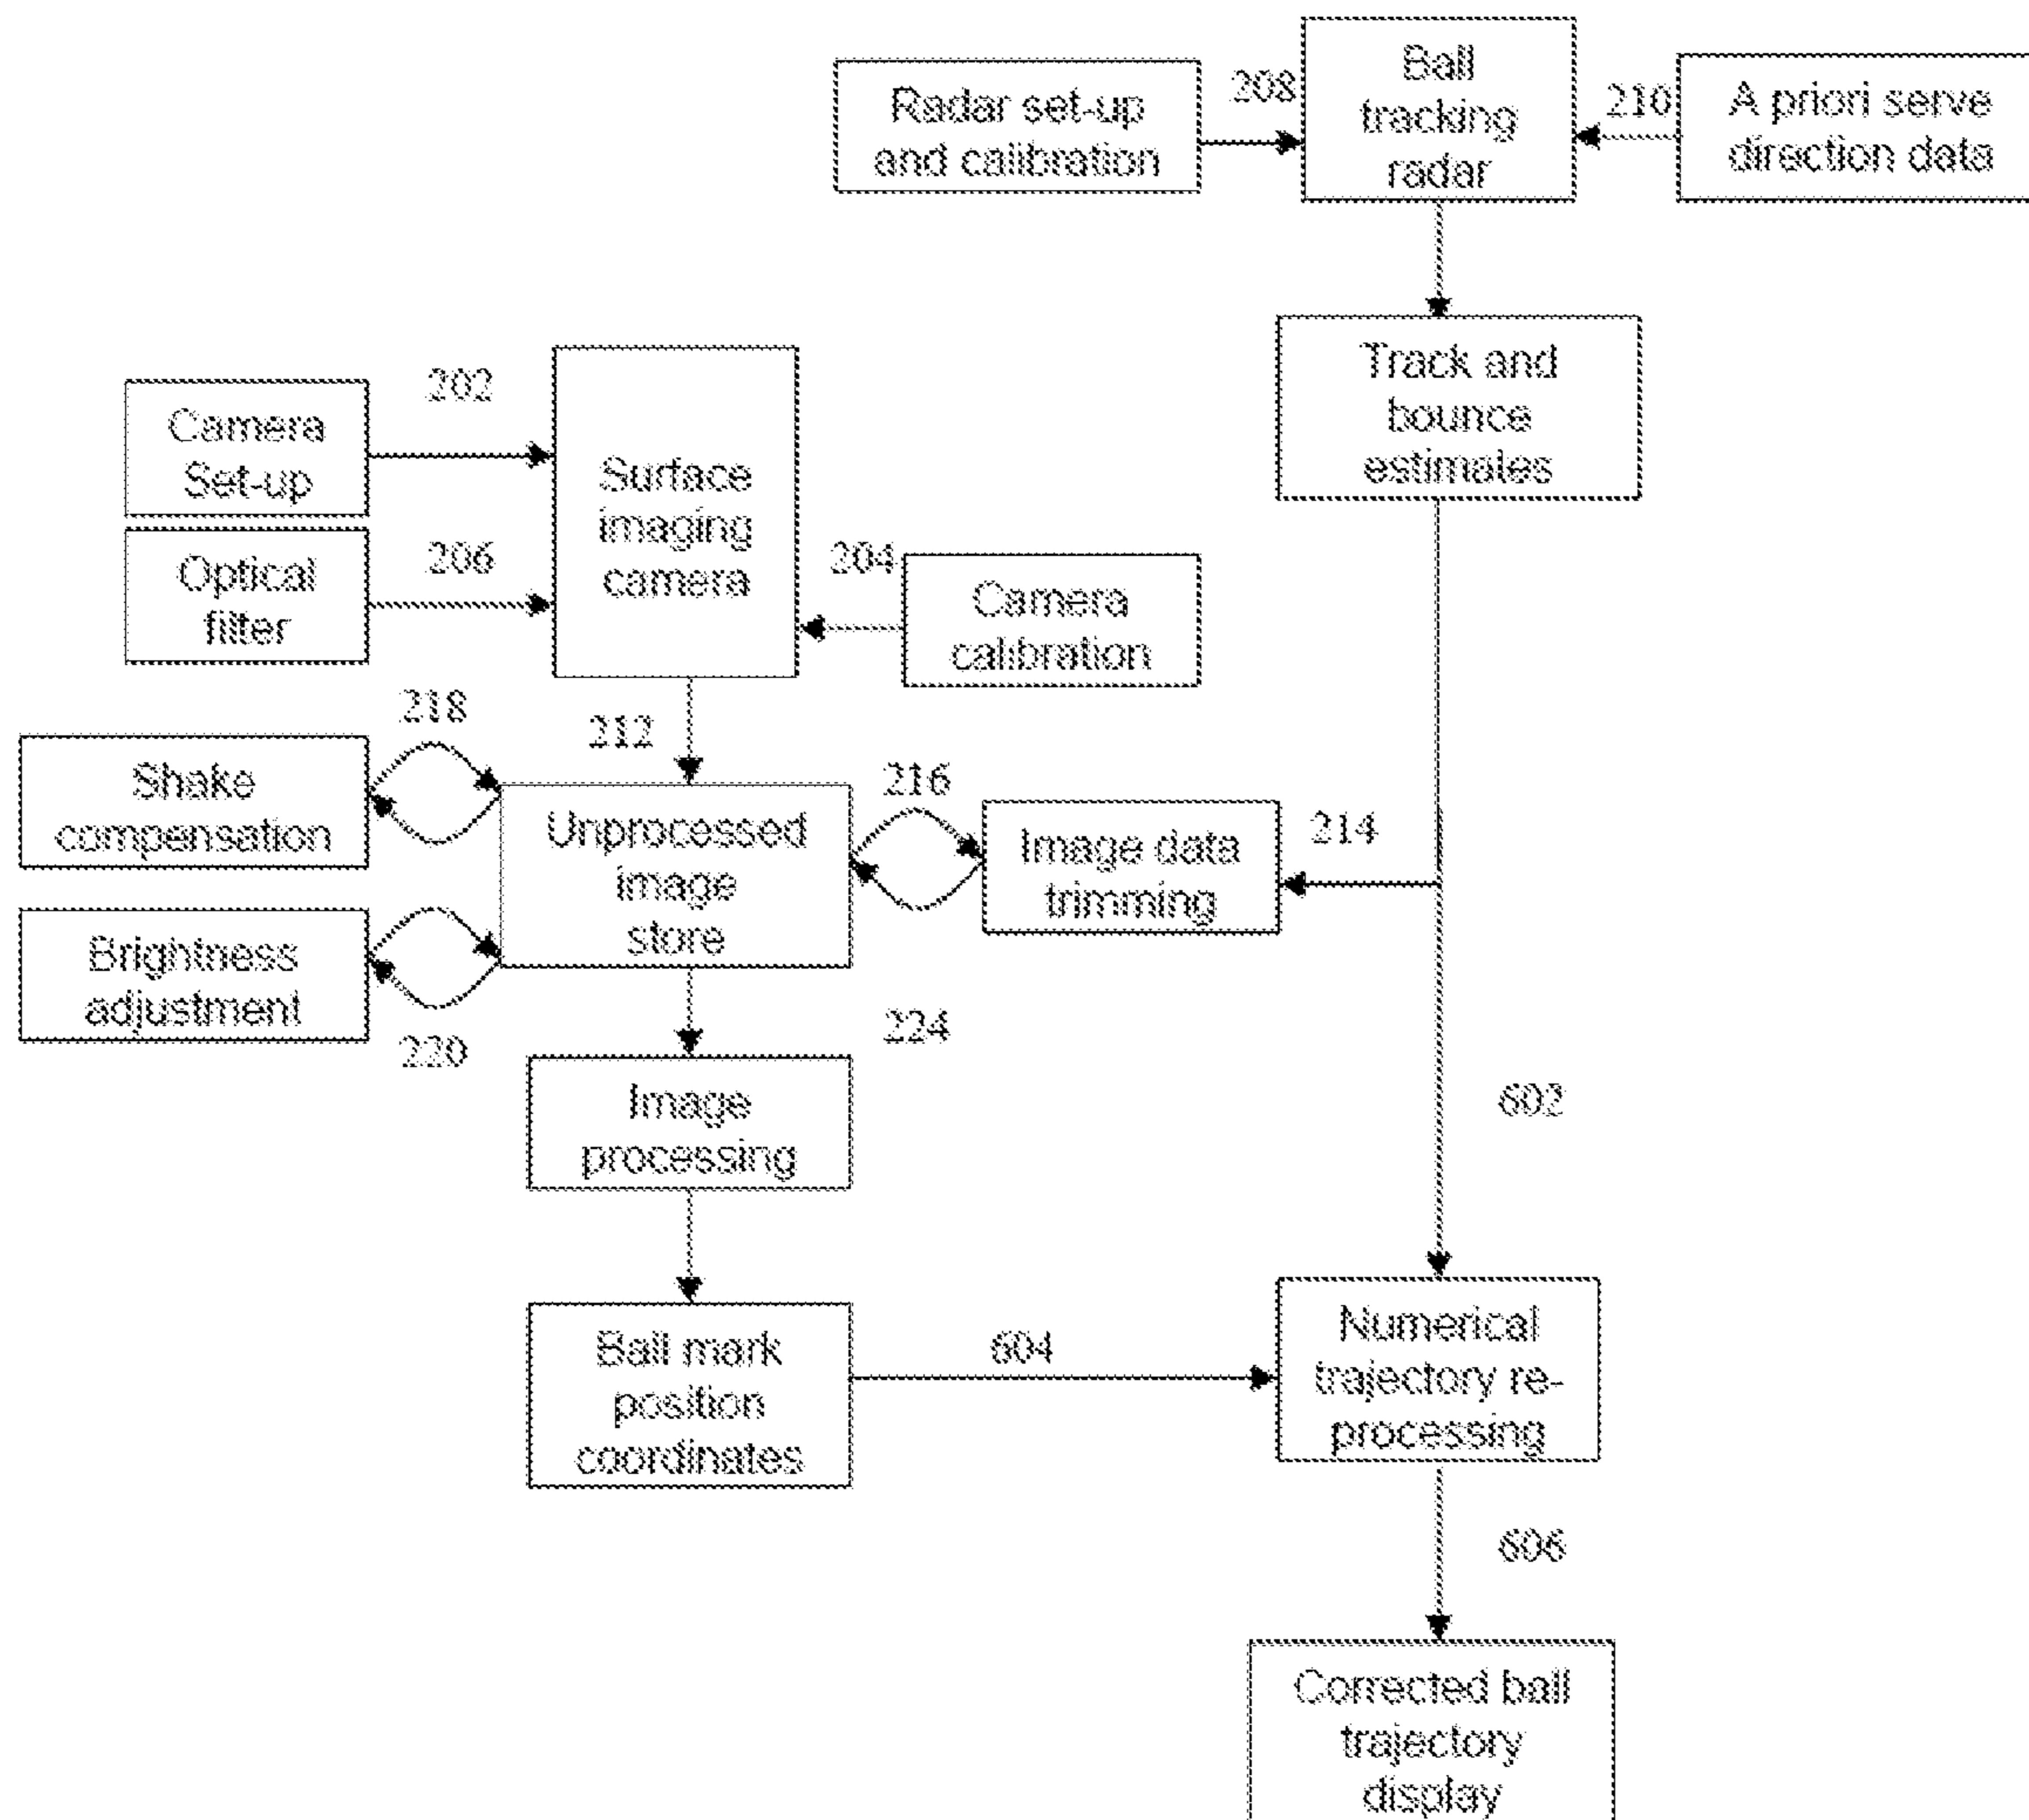 Radar set-up
and calibration
208
Ball
tracking
radar
210
A priori serve
direction data
Track and
bounce
estimates
Camera
Set-up
202
Surface
imaging
camera
Optical
filter
206
204
Camera
calibration
218
212
Shake
compensation
216
Unprocessed
image
store
Image data
trimming
214
Brightness
adjustment
220
224
Image
processing
602
Ball mark
position
coordinates
604
Numerical
trajectory re-
processing
606
Corrected ball
trajectory
display